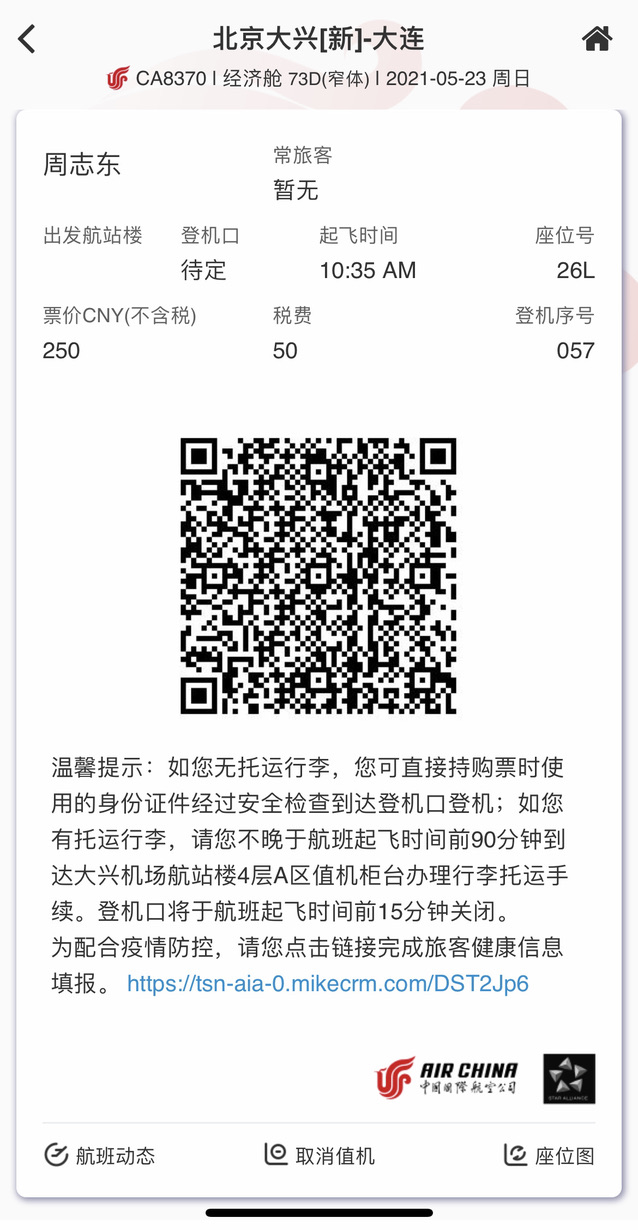 北京大兴[新]-大连
CA8370 | 经济舱 73D(窄体) | 2021-05-23 周日
周志东
常旅客
暂无
出发航站楼 登机口 起飞时间 座位号
待定 10:35 AM 26L
票价CNY(不含税) 税费 登机序号
250 50 057
温馨提示：如您无托运行李，您可直接持购票时使
用的身份证件经过安全检查到达登机口登机；如您
有托运行李，请您不晚于航班起飞时间前90分钟到
达大兴机场航站楼4层A区值机柜台办理行李托运手
续。登机口将于航班起飞时间前15分钟关闭。
为配合疫情防控，请您点击链接完成旅客健康信息
填报。 https://tsn-aia-0.mikecrm.com/DST2Jp6
AIR CHINA
中国国际航空公司
STAR ALLIANCE
航班动态 取消值机 座位图